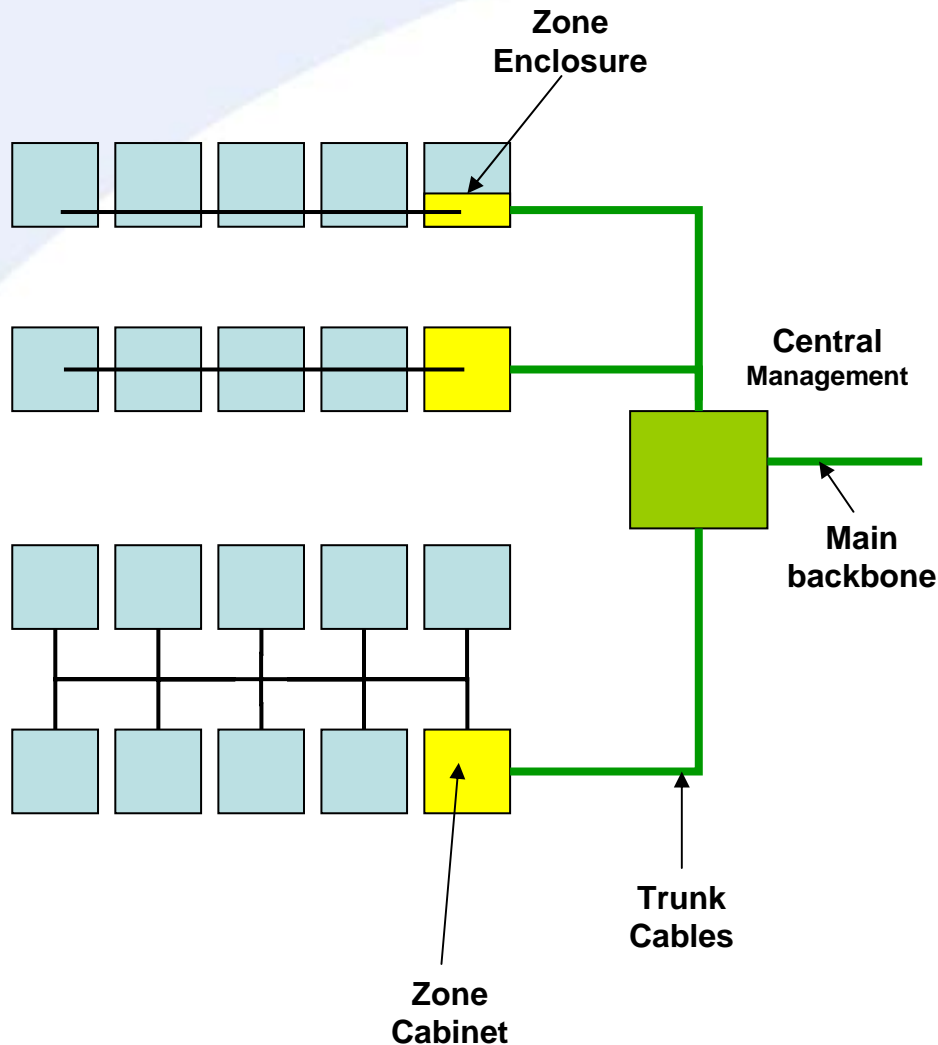 Zone
Enclosure
Central
Management
Main
backbone
Trunk
Cables
Zone
Cabinet